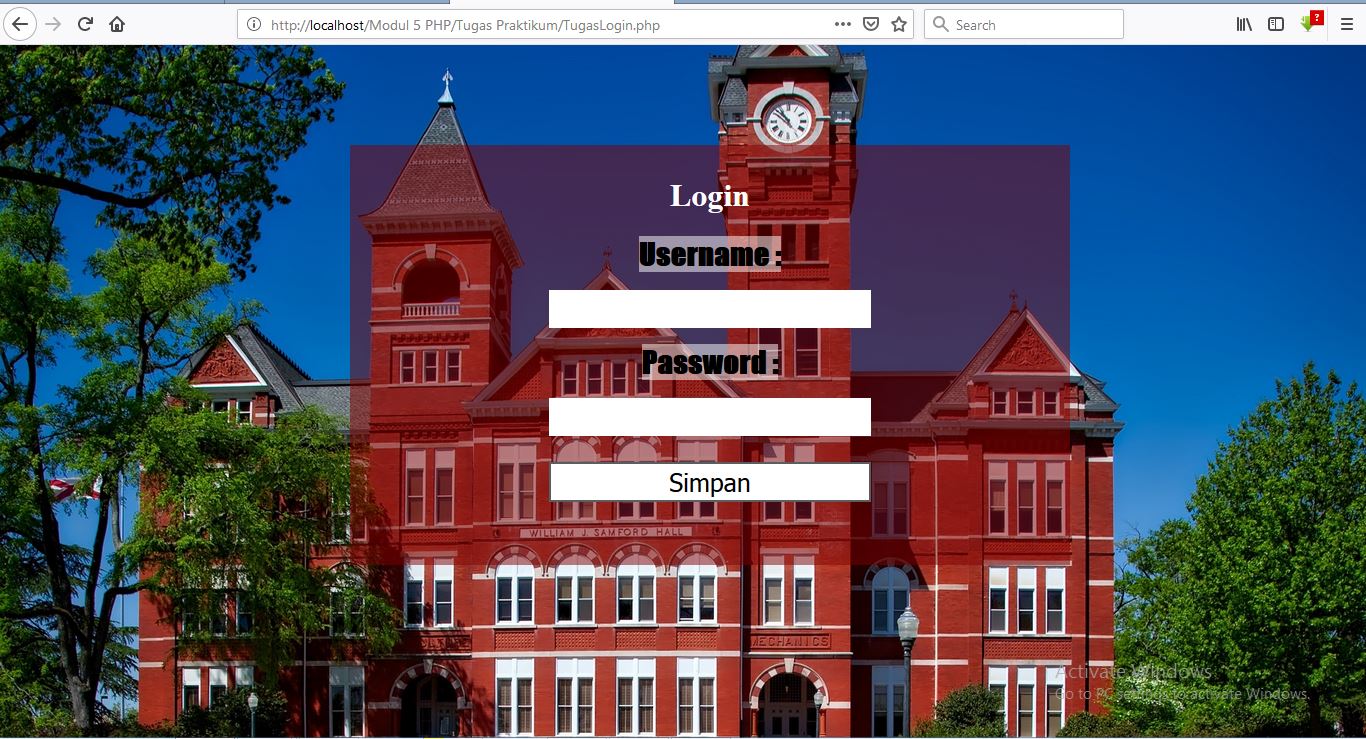 http://localhost/Modul 5 PHP/Tugas Praktikum/TugasLogin.php
Search
Login
Username :
Password :
Simpan
WILLIAM J. SAMFORD HALL
MECHANICS
Activate Windows
Go to PC settings to activate Windows.